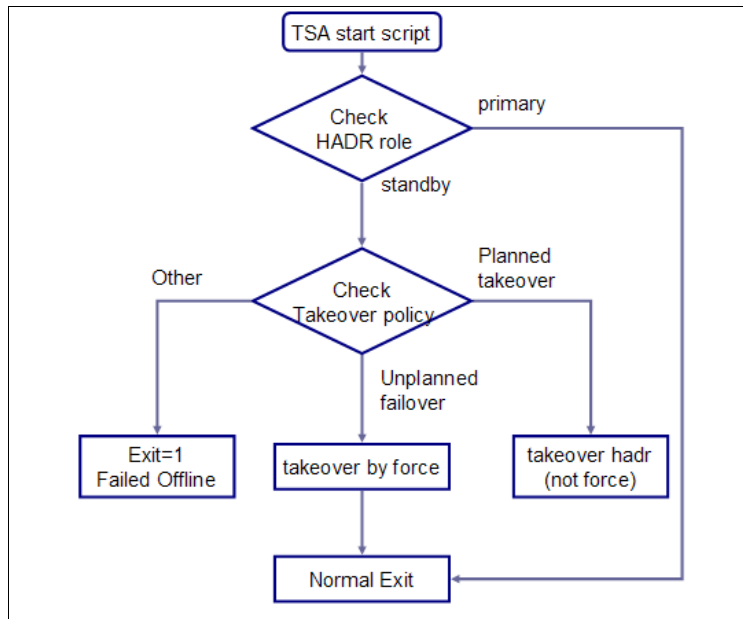 TSA start script
Check
HADR role
primary
standby
Check
Takeover policy
Other
Planned
takeover
Unplanned
failover
Exit=1
Failed Offline
takeover by force
takeover hadr
(not force)
Normal Exit